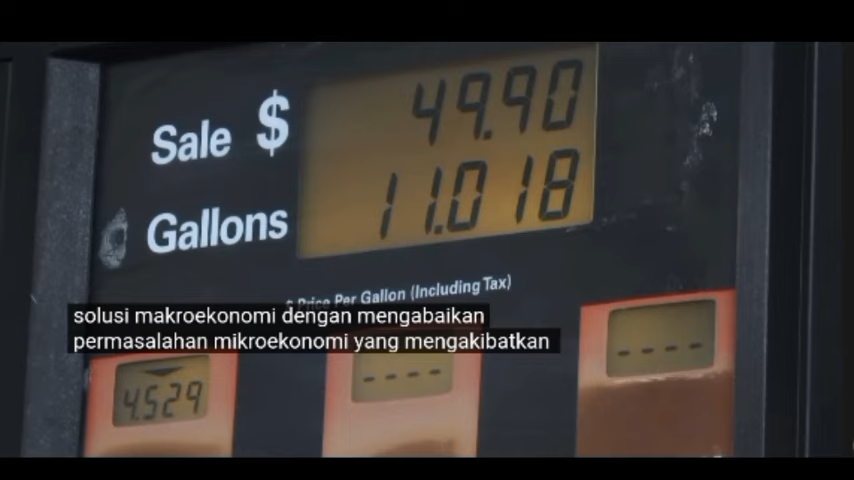 Sale $ 49.90
Gallons 11.018
$ Price Per Gallon (Including Tax)
solusi makroekonomi dengan mengabaikan
permasalahan mikroekonomi yang mengakibatkan
4.529 ---- ----